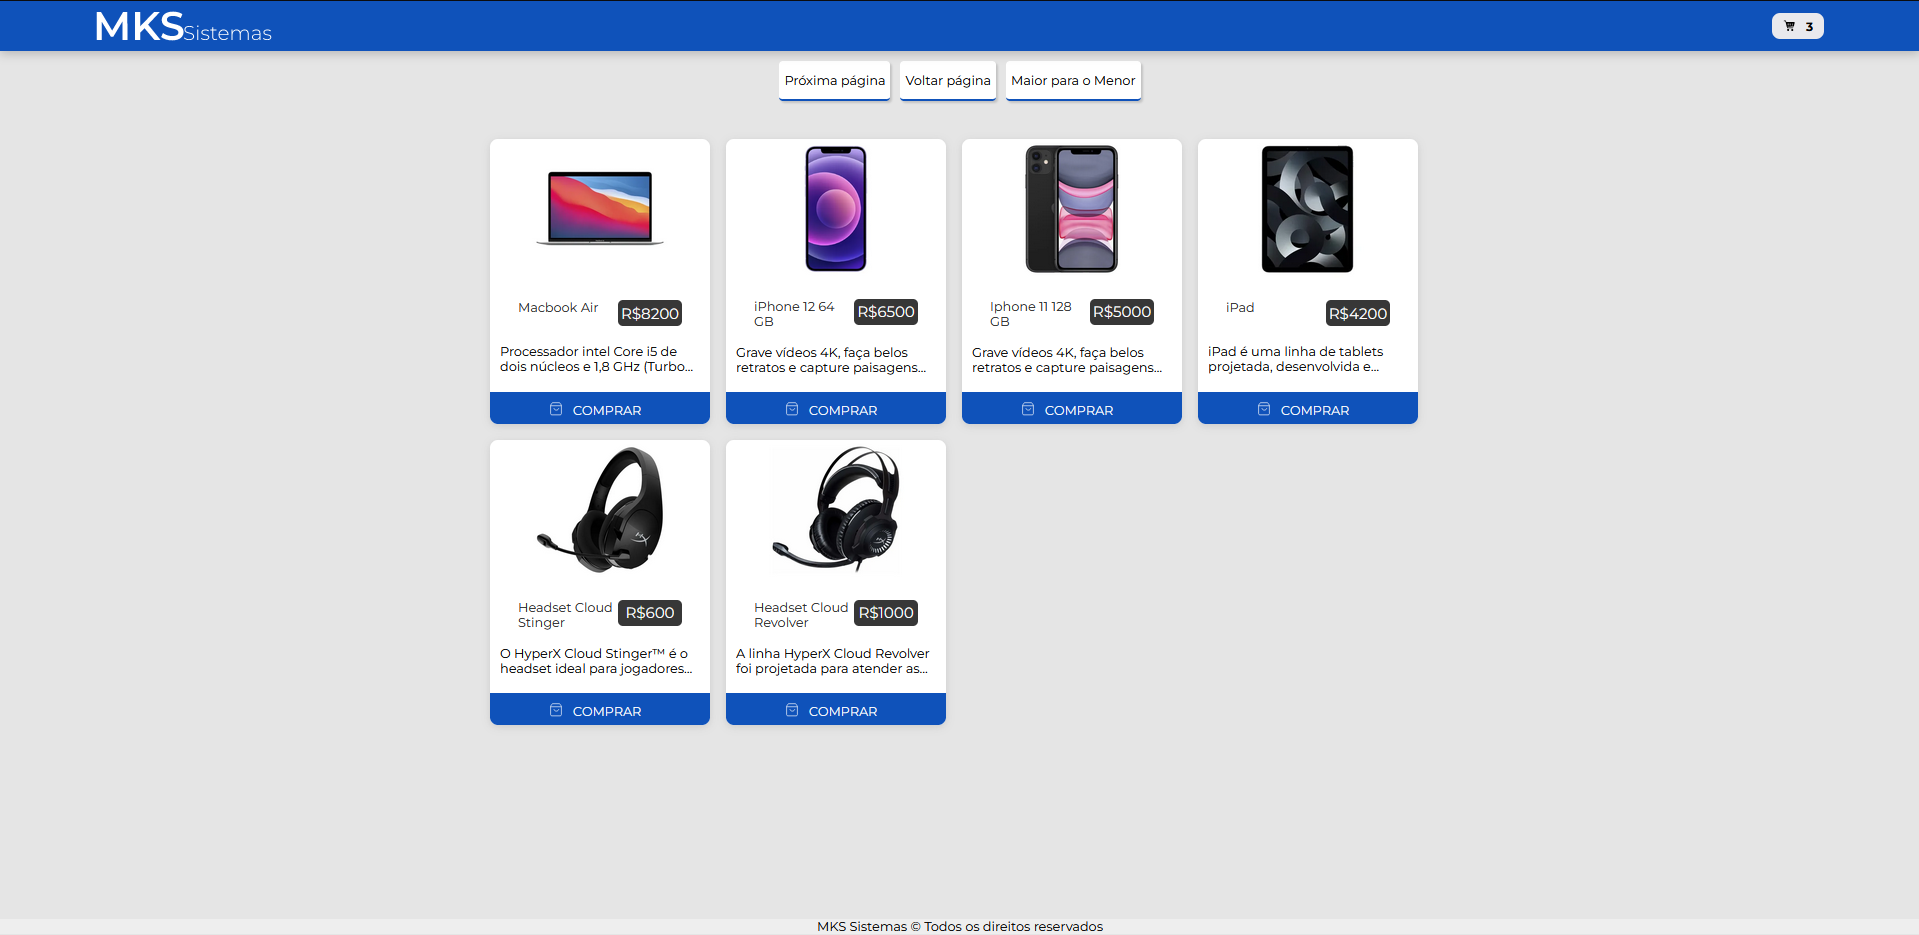 MKSSistemas
3
Próxima página
Voltar página
Maior para o Menor
Macbook Air
R$8200
Processador intel Core i5 de
dois núcleos e 1,8 GHz (Turbo...
COMPRAR
iPhone 12 64
GB
R$6500
Grave vídeos 4K, faça belos
retratos e capture paisagens...
COMPRAR
Iphone 11 128
GB
R$5000
Grave vídeos 4K, faça belos
retratos e capture paisagens...
COMPRAR
iPad
R$4200
iPad é uma linha de tablets
projetada, desenvolvida e...
COMPRAR
Headset Cloud
Stinger
R$600
O HyperX Cloud Stinger™ é o
headset ideal para jogadores...
COMPRAR
Headset Cloud
Revolver
R$1000
A linha HyperX Cloud Revolver
foi projetada para atender as...
COMPRAR
MKS Sistemas © Todos os direitos reservados